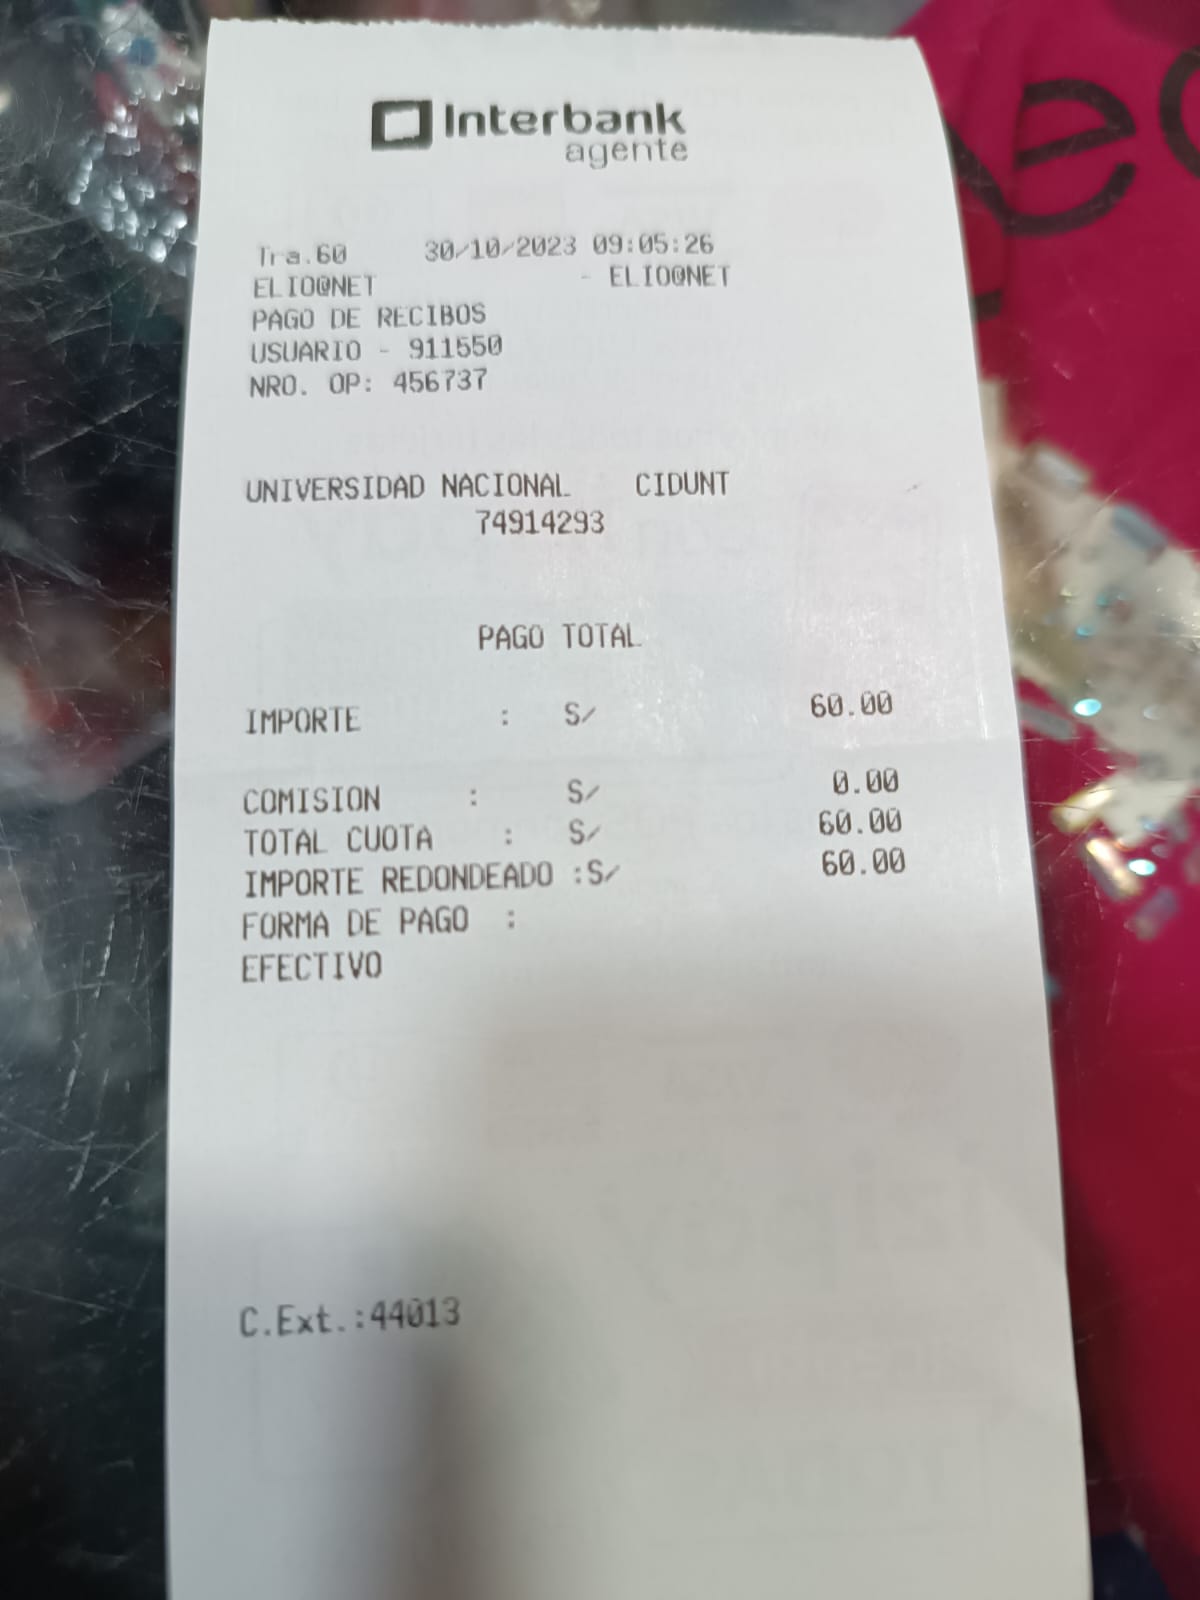 Interbank
agente
Tra.60 30/10/2023 09:05:26
ELIO@NET - ELIO@NET
PAGO DE RECIBOS
USUARIO - 911550
NRO. OP: 456737
UNIVERSIDAD NACIONAL CIDUNT
74914293
PAGO TOTAL
IMPORTE : S/ 60.00
COMISION : S/ 0.00
TOTAL CUOTA : S/ 60.00
IMPORTE REDONDEADO :S/ 60.00
FORMA DE PAGO :
EFECTIVO
C.Ext.:44013